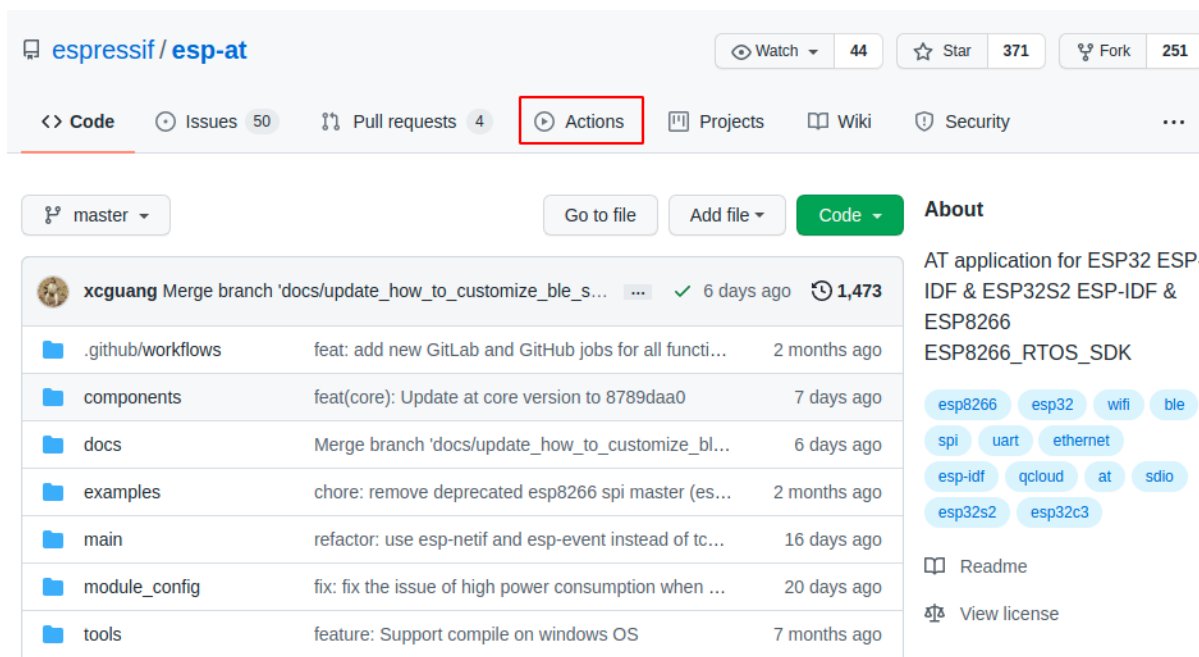 espressif / esp-at
Watch 44 Star 371 Fork 251
Code Issues 50 Pull requests 4 Actions Projects Wiki Security ...
master Go to file Add file Code
xcguang Merge branch 'docs/update_how_to_customize_ble_s... ... 6 days ago 1,473
.github/workflows feat: add new GitLab and GitHub jobs for all functi... 2 months ago
components feat(core): Update at core version to 8789daa0 7 days ago
docs Merge branch 'docs/update_how_to_customize_bl... 6 days ago
examples chore: remove deprecated esp8266 spi master (es... 2 months ago
main refactor: use esp-netif and esp-event instead of tc... 16 days ago
module_config fix: fix the issue of high power consumption when ... 20 days ago
tools feature: Support compile on windows OS 7 months ago
About
AT application for ESP32 ESP-
IDF & ESP32S2 ESP-IDF &
ESP8266
ESP8266_RTOS_SDK
esp8266 esp32 wifi ble
spi uart ethernet
esp-idf qcloud at sdio
esp32s2 esp32c3
Readme
View license